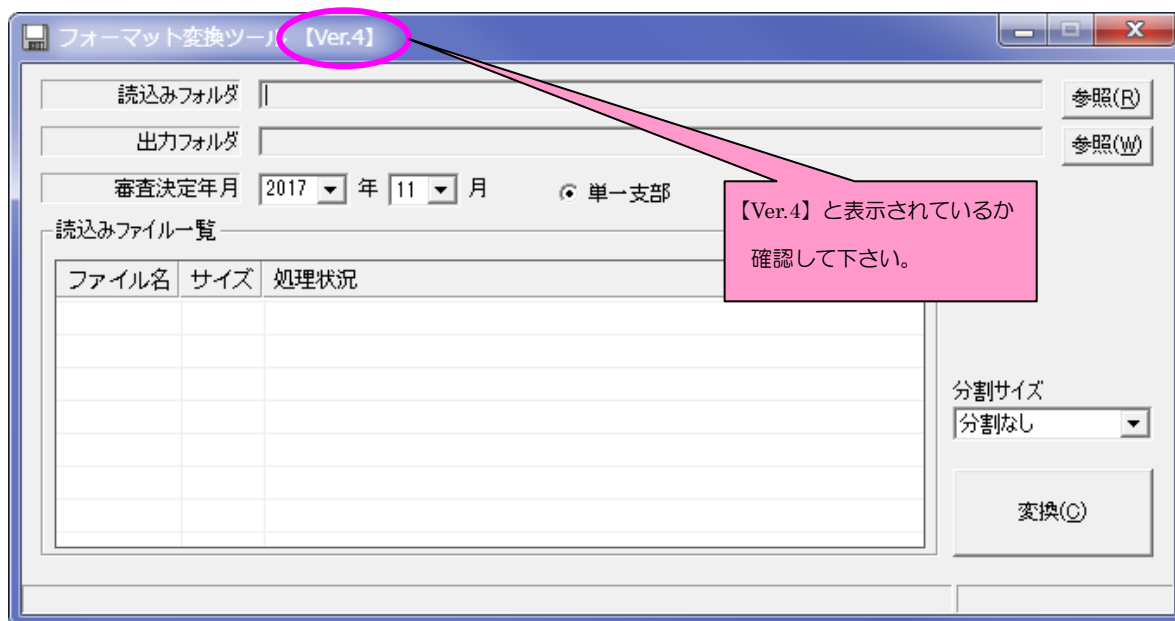 フォーマット変換ツール 【Ver.4】
読込みフォルダ
参照(R)
出力フォルダ
参照(W)
審査決定年月 2017 年 11 月 単一支部
【Ver.4】と表示されているか
確認して下さい。
読込みファイル一覧
ファイル名 サイズ 処理状況
分割サイズ
分割なし
変換(C)